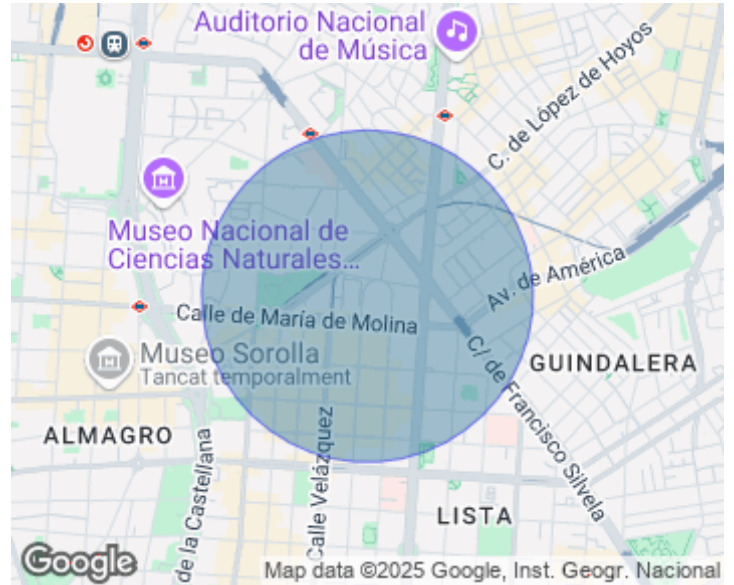 Auditorio Nacional
de Música
C. de López de Hoyos
Museo Nacional de
Ciencias Naturales...
Av. de América
Calle de María de Molina
Museo Sorolla
Tancat temporalment
C/ de Francisco Silvela
GUINDALERA
ALMAGRO
de la Castellana
Calle Velázquez
LISTA
Google
Map data ©2025 Google, Inst. Geogr. Nacional